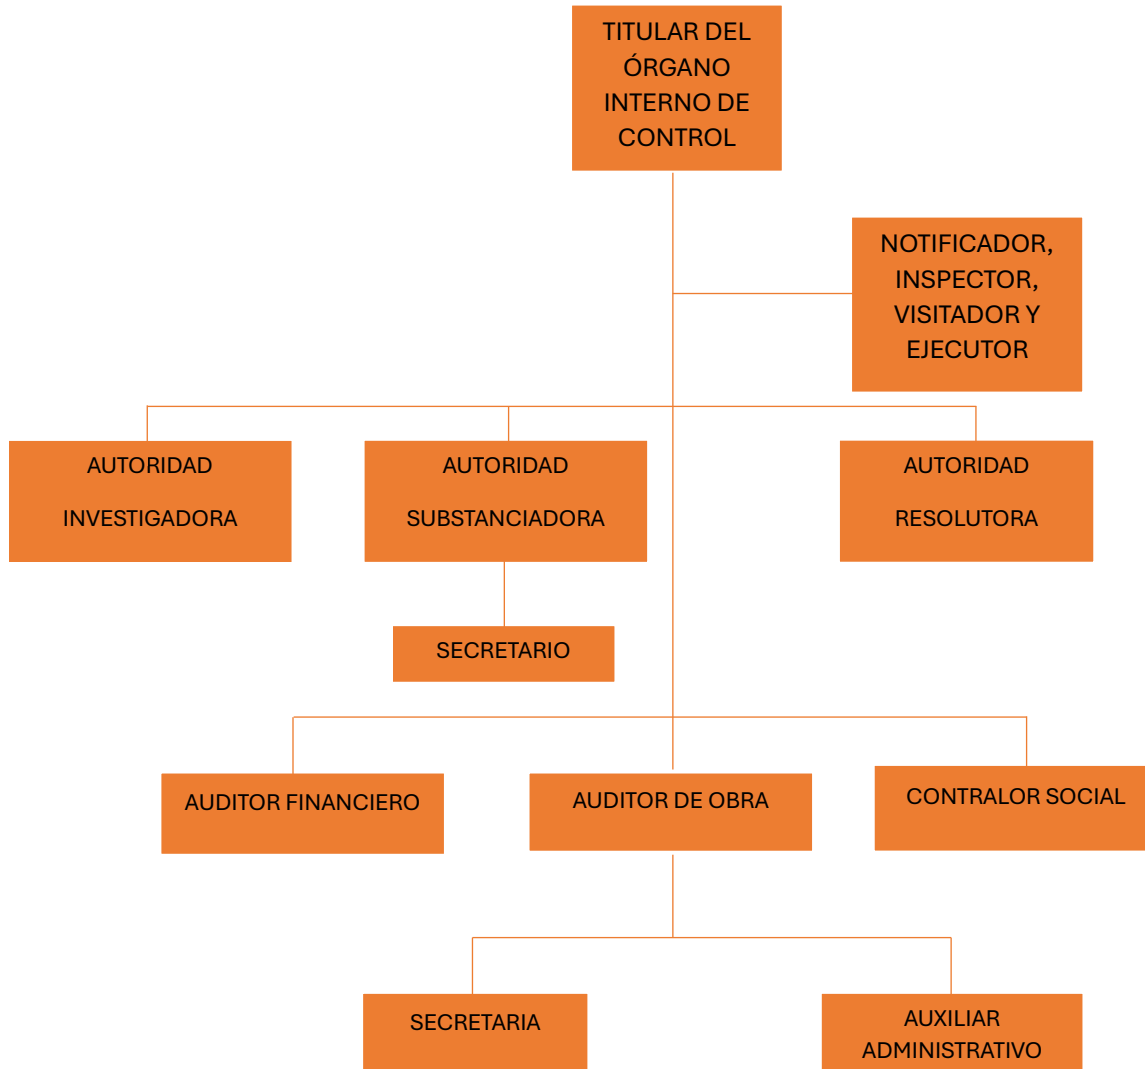 TITULAR DEL
ÓRGANO
INTERNO DE
CONTROL
NOTIFICADOR,
INSPECTOR,
VISITADOR Y
EJECUTOR
AUTORIDAD
INVESTIGADORA
AUTORIDAD
SUBSTANCIADORA
AUTORIDAD
RESOLUTORA
SECRETARIO
AUDITOR FINANCIERO
AUDITOR DE OBRA
CONTRALOR SOCIAL
SECRETARIA
AUXILIAR
ADMINISTRATIVO